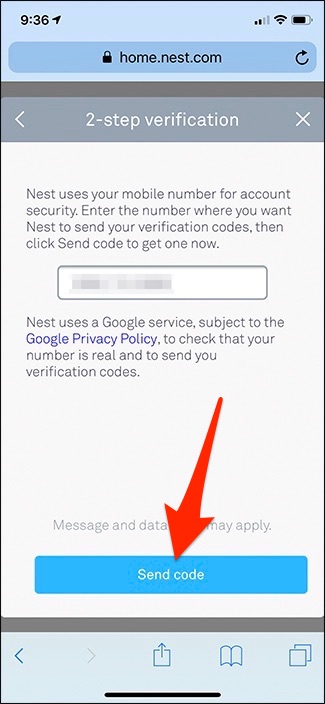 9:36
home.nest.com
2-step verification
Nest uses your mobile number for account
security. Enter the number where you want
Nest to send your verification codes, then
click Send code to get one now.
Nest uses a Google service, subject to the
Google Privacy Policy, to check that your
number is real and to send you
verification codes.
Message and data may apply.
Send code